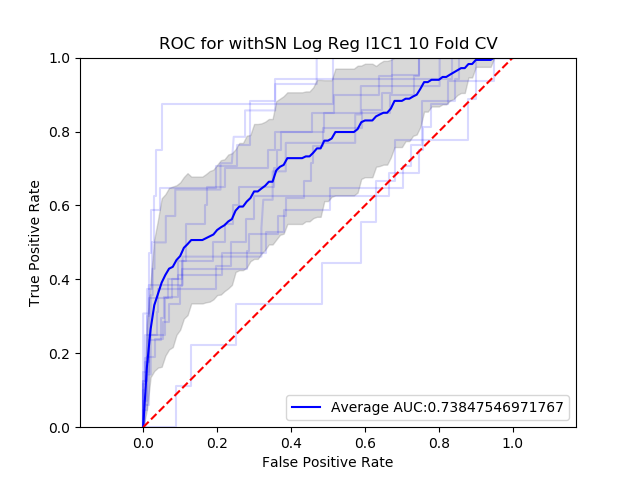 ROC for withSN Log Reg l1C1 10 Fold CV
True Positive Rate
1.0
0.8
0.6
0.4
0.2
0.0
Average AUC:0.73847546971767
0.0 0.2 0.4 0.6 0.8 1.0
False Positive Rate